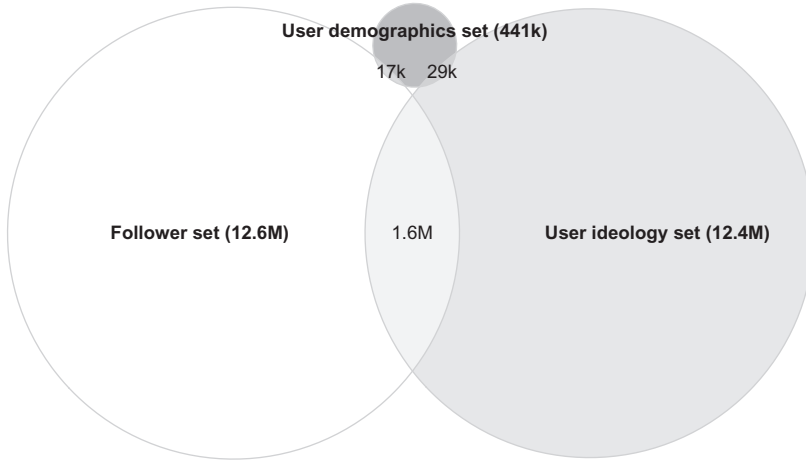 User demographics set (441k)
17k 29k
Follower set (12.6M) 1.6M User ideology set (12.4M)